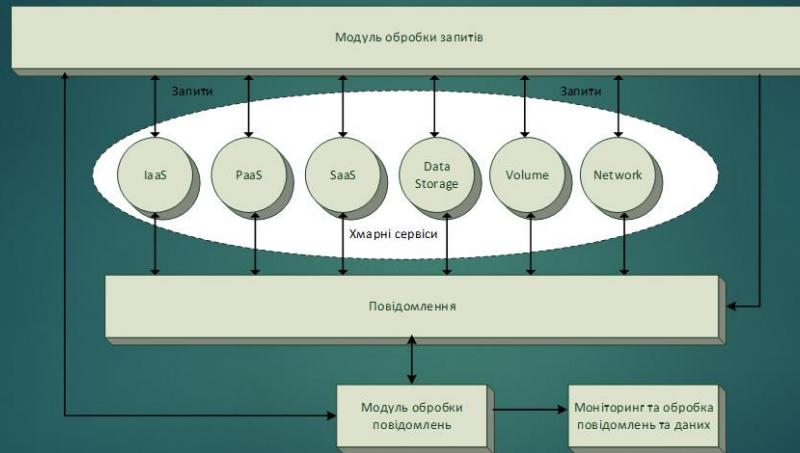 Модуль обробки запитів
Запити
Запити
IaaS
PaaS
SaaS
Data
Storage
Volume
Network
Хмарні сервіси
Повідомлення
Модуль обробки
повідомлень
Моніторинг та обробка
повідомлень та даних